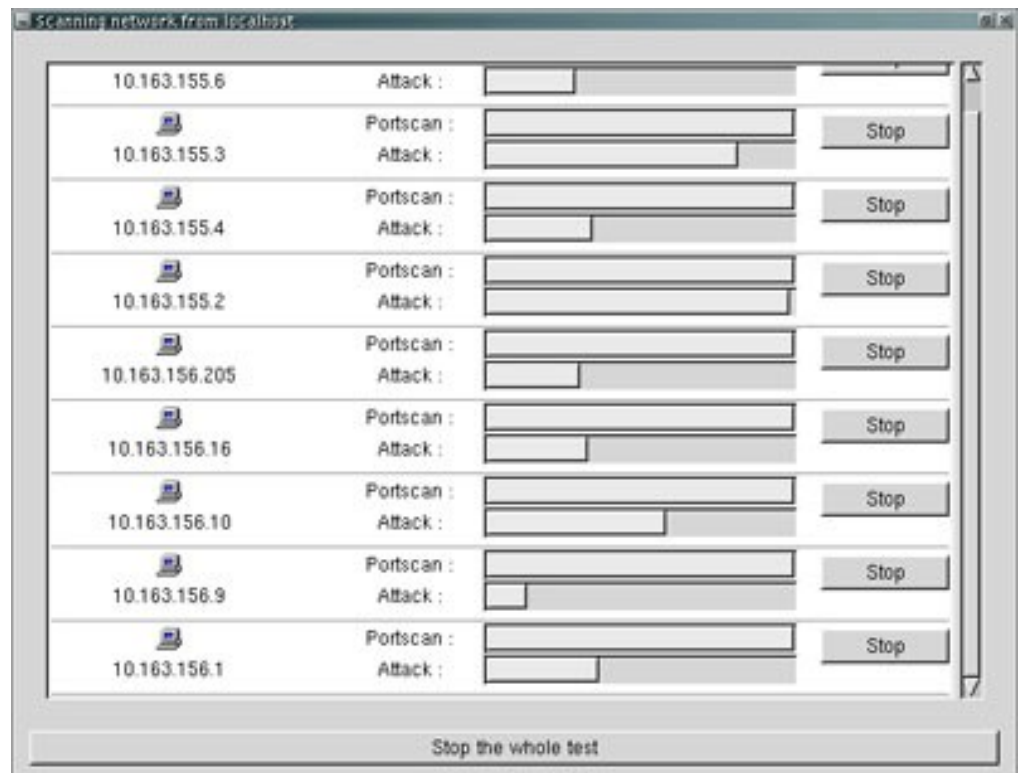 Scanning network from localhost
10.163.155.6 Attack :
Portscan :
10.163.155.3 Attack :
Stop
Portscan :
10.163.155.4 Attack :
Stop
Portscan :
10.163.155.2 Attack :
Stop
Portscan :
10.163.156.205 Attack :
Stop
Portscan :
10.163.156.16 Attack :
Stop
Portscan :
10.163.156.10 Attack :
Stop
Portscan :
10.163.156.9 Attack :
Stop
Portscan :
10.163.156.1 Attack :
Stop
Stop the whole test